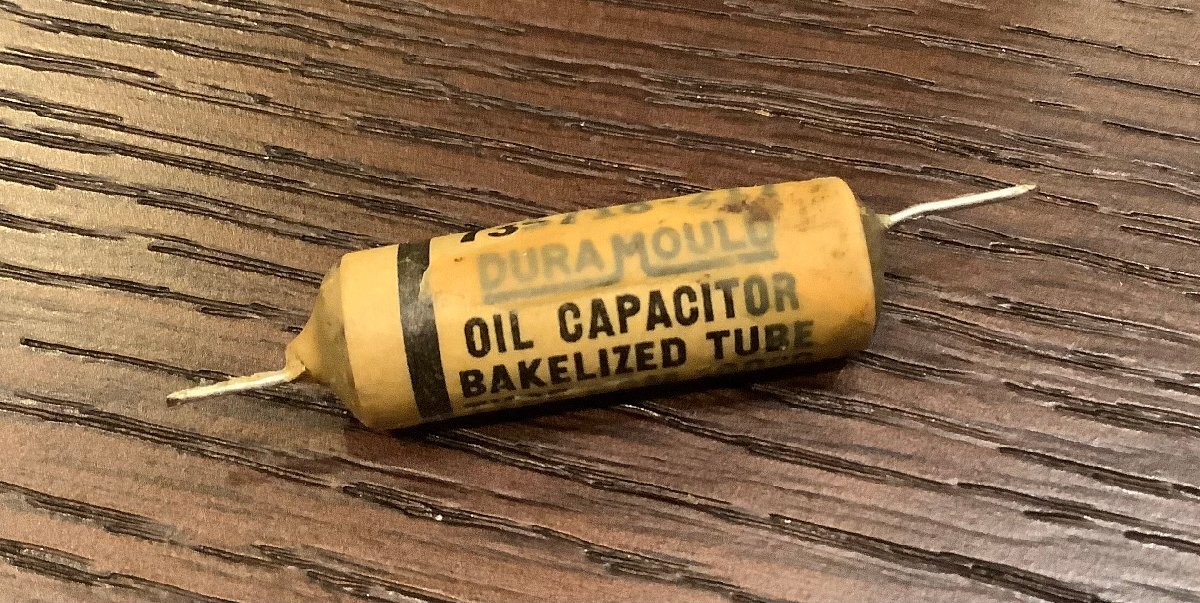 DURAMOULD
OIL CAPACITOR
BAKELIZED TUBE